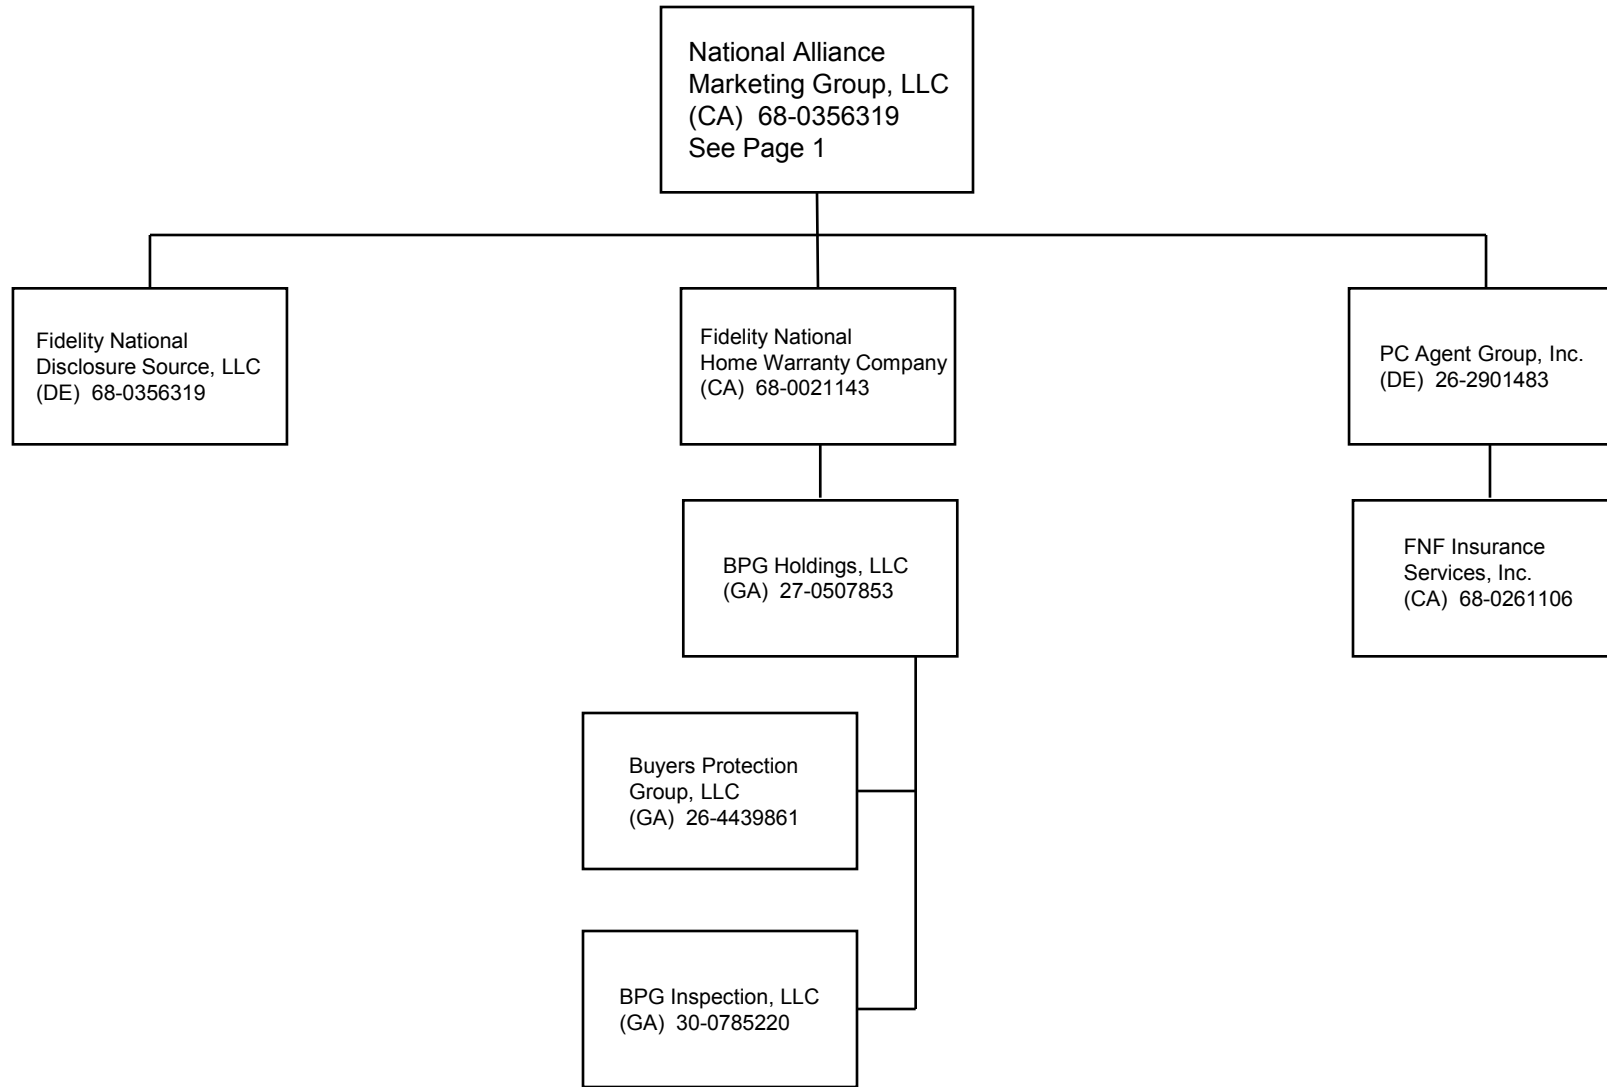 National Alliance
Marketing Group, LLC
(CA) 68-0356319
See Page 1
Fidelity National
Disclosure Source, LLC
(DE) 68-0356319
Fidelity National
Home Warranty Company
(CA) 68-0021143
PC Agent Group, Inc.
(DE) 26-2901483
BPG Holdings, LLC
(GA) 27-0507853
FNF Insurance
Services, Inc.
(CA) 68-0261106
Buyers Protection
Group, LLC
(GA) 26-4439861
BPG Inspection, LLC
(GA) 30-0785220